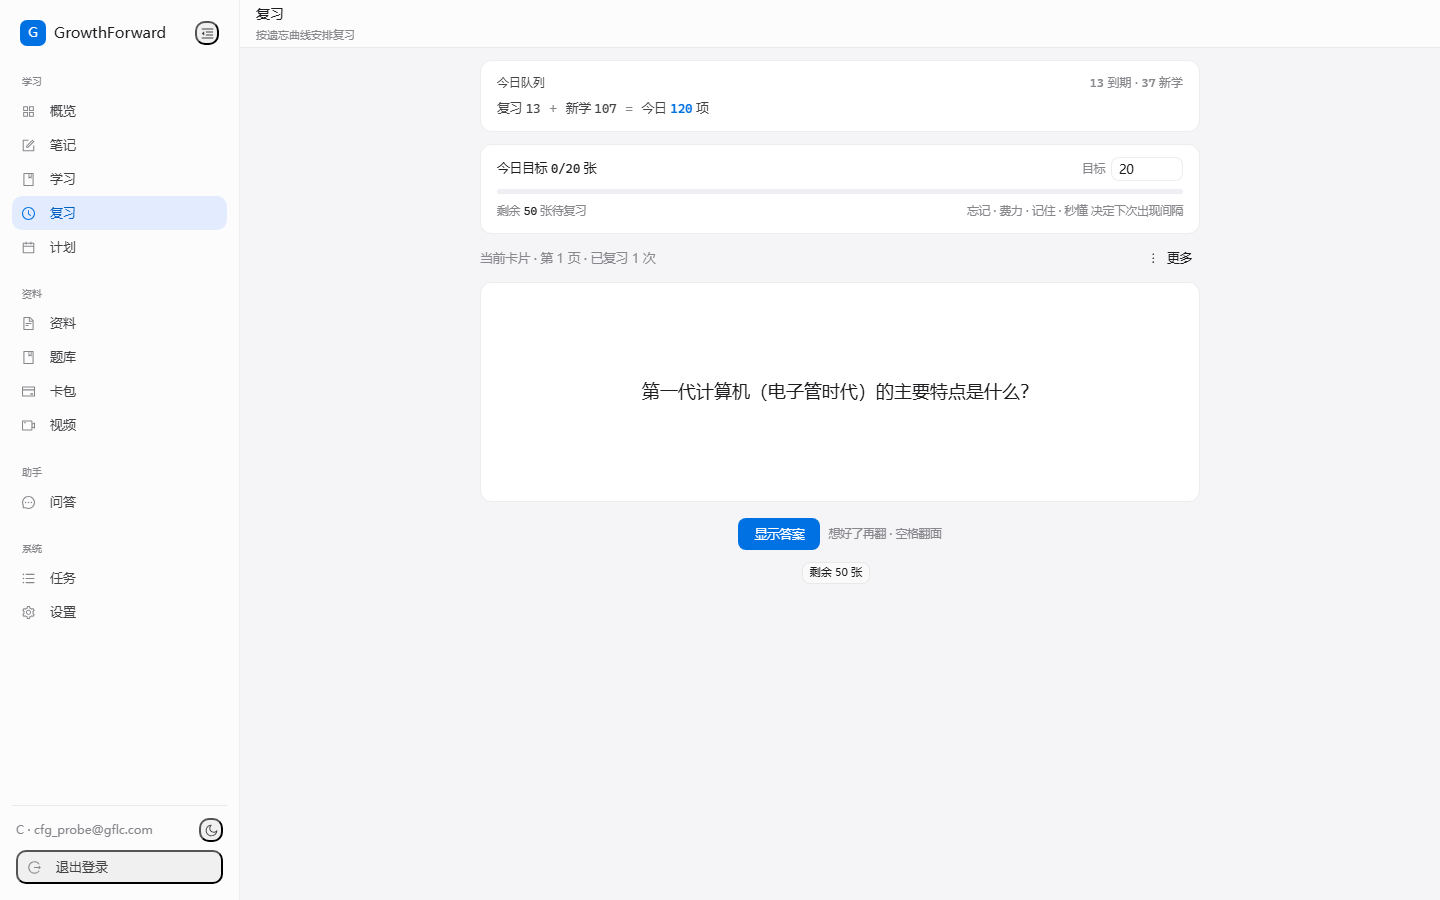 G GrowthForward
学习
概览
笔记
学习
复习
计划
资料
资料
题库
卡包
视频
助手
问答
系统
任务
设置
C · cfg_probe@gflc.com
退出登录
复习
按遗忘曲线安排复习
今日队列 13 到期 · 37 新学
复习 13 + 新学 107 = 今日 120 项
今日目标 0/20 张 目标 20
剩余 50 张待复习 忘记 · 费力 · 记住 · 秒懂 决定下次出现间隔
当前卡片 · 第 1 页 · 已复习 1 次 更多
第一代计算机（电子管时代）的主要特点是什么？
显示答案 想好了再翻 · 空格翻面
剩余 50 张